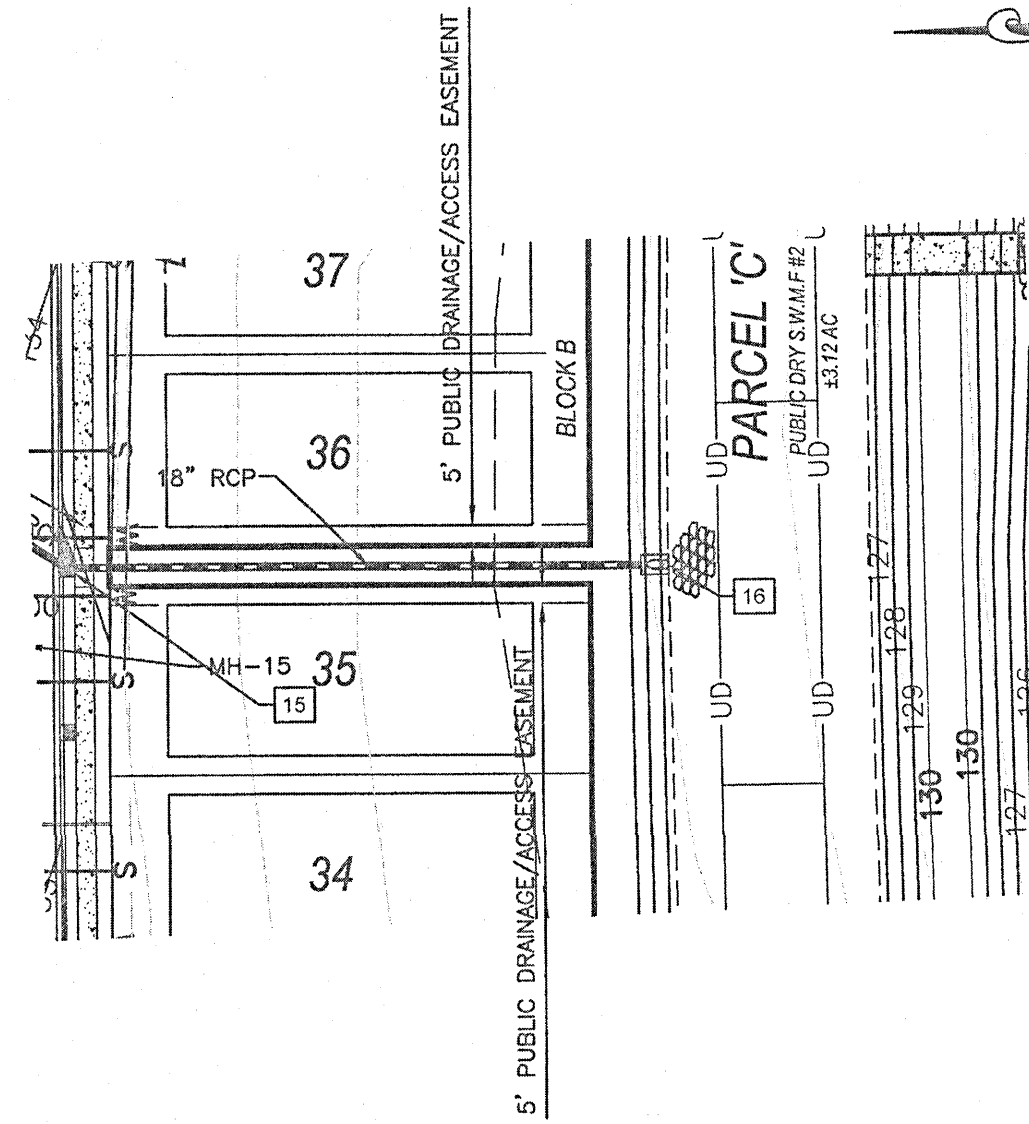 5' PUBLIC DRAINAGE/ACCESS EASEMENT
37
36
18" RCP
BLOCK B
PARCEL 'C'
PUBLIC DRY S.W.M.F #2
±3.12 AC
UD
UD
UD
UD
16
MH-15
35
15
34
5' PUBLIC DRAINAGE/ACCESS EASEMENT
S
S
S
S
W
W
127
128
129
130
130
127
126